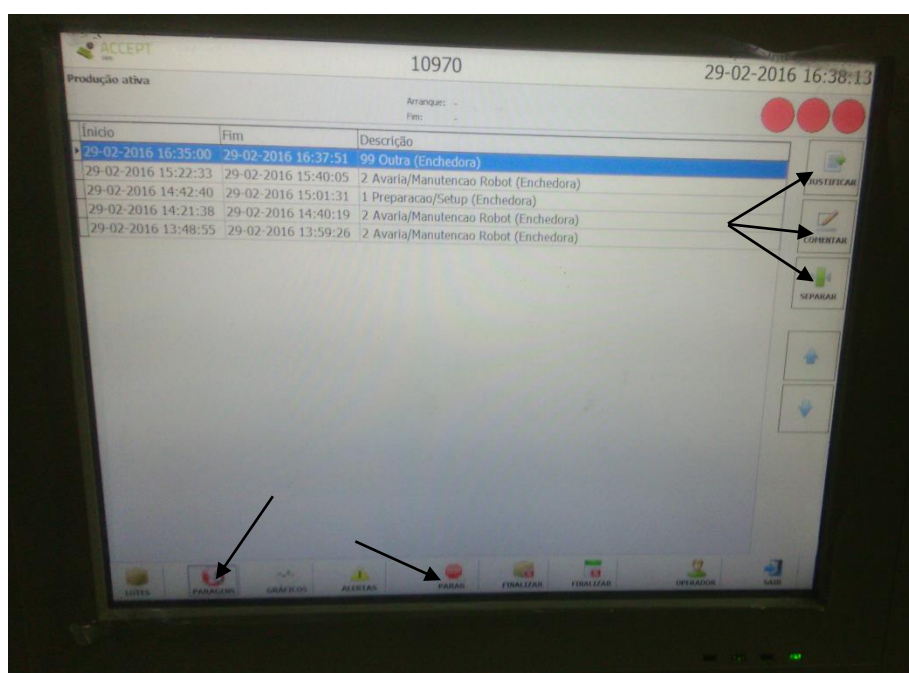 ACCEPT
10970
29-02-2016 16:38:13
Produção ativa
Arranque: -
Fim: -
Ínicio Fim Descrição
29-02-2016 16:35:00 29-02-2016 16:37:51 99 Outra (Enchedora)
29-02-2016 15:22:33 29-02-2016 15:40:05 2 Avaria/Manutencao Robot (Enchedora)
29-02-2016 14:42:40 29-02-2016 15:01:31 1 Preparacao/Setup (Enchedora)
29-02-2016 14:21:38 29-02-2016 14:40:19 2 Avaria/Manutencao Robot (Enchedora)
29-02-2016 13:48:55 29-02-2016 13:59:26 2 Avaria/Manutencao Robot (Enchedora)
JUSTIFICAR
COMENTAR
SEPARAR
LOTES PARAGENS GRÁFICOS ALERTAS PARAR FINALIZAR FINALIZAR OPERADOR SAIR